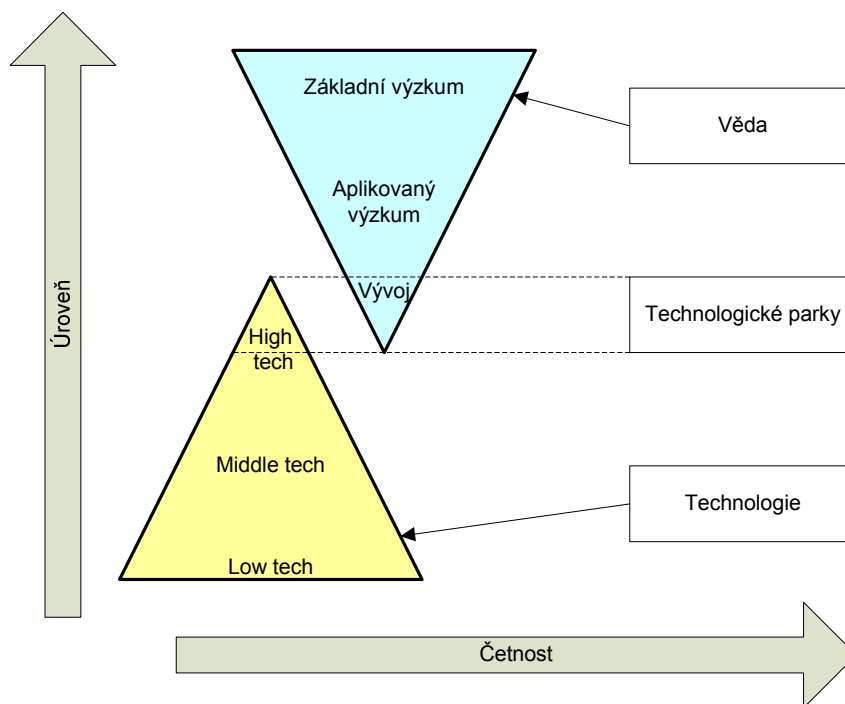 Základní výzkum
Věda
Aplikovaný
výzkum
Vývoj
Technologické parky
High
tech
Úroveň
Middle tech
Technologie
Low tech
Četnost